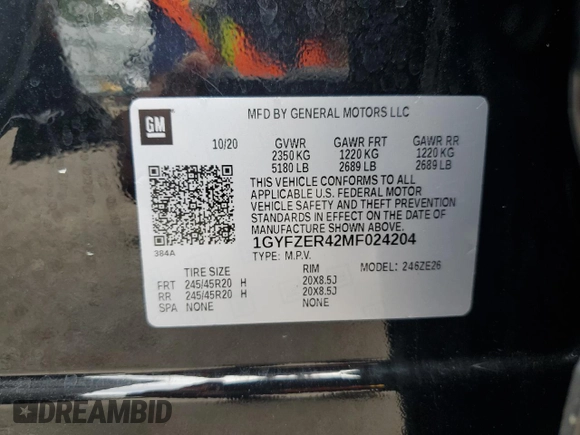 MFD BY GENERAL MOTORS LLC
GM
10/20 GVWR GAWR FRT GAWR RR
2350 KG 1220 KG 1220 KG
5180 LB 2689 LB 2689 LB
THIS VEHICLE CONFORMS TO ALL
APPLICABLE U.S. FEDERAL MOTOR
VEHICLE SAFETY AND THEFT PREVENTION
STANDARDS IN EFFECT ON THE DATE OF
MANUFACTURE SHOWN ABOVE.
384A
1GYFZER42MF024204
TYPE: M.P.V. MODEL: 246ZE26
TIRE SIZE RIM
FRT 245/45R20 H 20X8.5J
RR 245/45R20 H 20X8.5J
SPA NONE NONE
DREAMBID